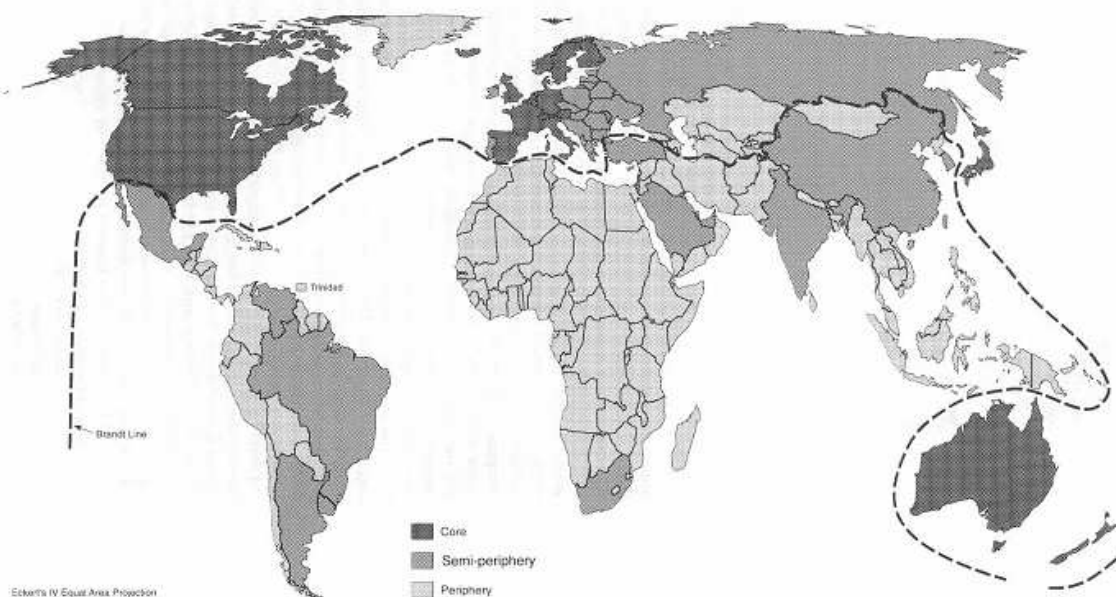 Trinidad
Brandt Line
Core
Semi-periphery
Periphery
Eckert's IV Equal Area Projection